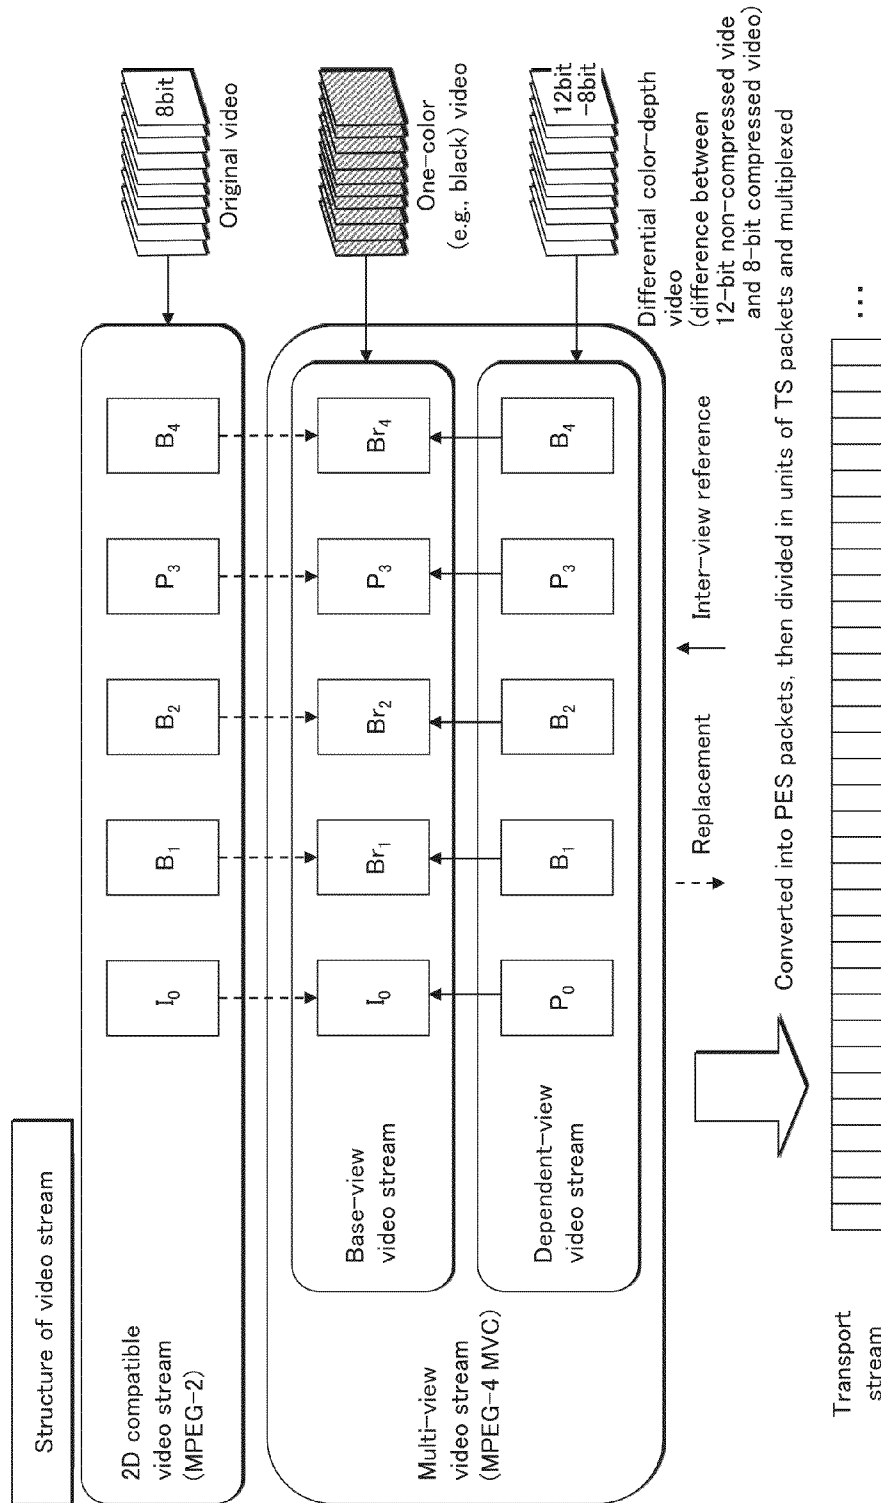 Structure of video stream
2D compatible
video stream
(MPEG-2)
I0
B1
B2
P3
B4
8bit
Original video
Multi-view
video stream
(MPEG-4 MVC)
Base-view
video stream
I0
Br1
Br2
P3
Br4
One-color
(e.g., black) video
Dependent-view
video stream
P0
B1
B2
P3
B4
12bit
-8bit
Differential color-depth
video
(difference between
12-bit non-compressed vide
and 8-bit compressed video)
Replacement
Inter-view reference
Converted into PES packets, then divided in units of TS packets and multiplexed
Transport
stream
...